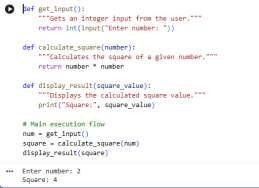 def get_input():
    """Gets an integer input from the user."""
    return int(input("Enter number: "))
def calculate_square(number):
    """Calculates the square of a given number."""
    return number * number
def display_result(square_value):
    """Displays the calculated square value."""
    print("Square:", square_value)
# Main execution flow
num = get_input()
square = calculate_square(num)
display_result(square)
Enter number: 2
Square: 4